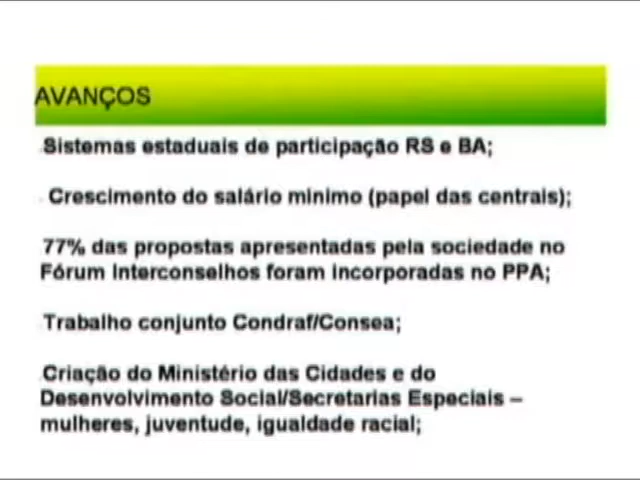 AVANÇOS
Sistemas estaduais de participação RS e BA;
Crescimento do salário minimo (papel das centrais);
77% das propostas apresentadas pela sociedade no
Fórum Interconselhos foram incorporadas no PPA;
Trabalho conjunto Condraf/Consea;
Criação do Ministério das Cidades e do
Desenvolvimento Social/Secretarias Especiais –
mulheres, juventude, igualdade racial;